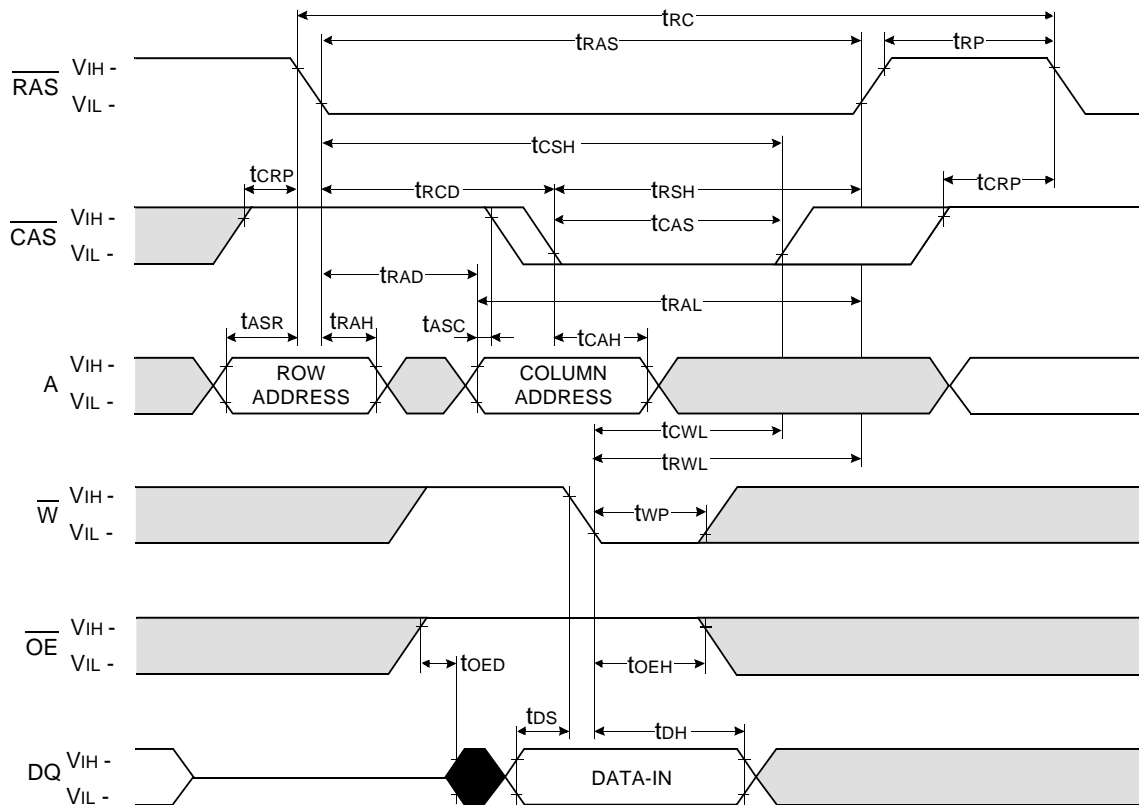 tRC
tRAS
tRP
RAS
VIH -
VIL -
tCSH
tCRP
tRCD
tRSH
tCRP
CAS
VIH -
VIL -
tCAS
tRAD
tRAL
tASR
tRAH
tASC
tCAH
A
VIH -
VIL -
ROW
ADDRESS
COLUMN
ADDRESS
tCWL
tRWL
W
VIH -
VIL -
tWP
OE
VIH -
VIL -
tOED
tOEH
tDS
tDH
DQ
VIH -
VIL -
DATA-IN